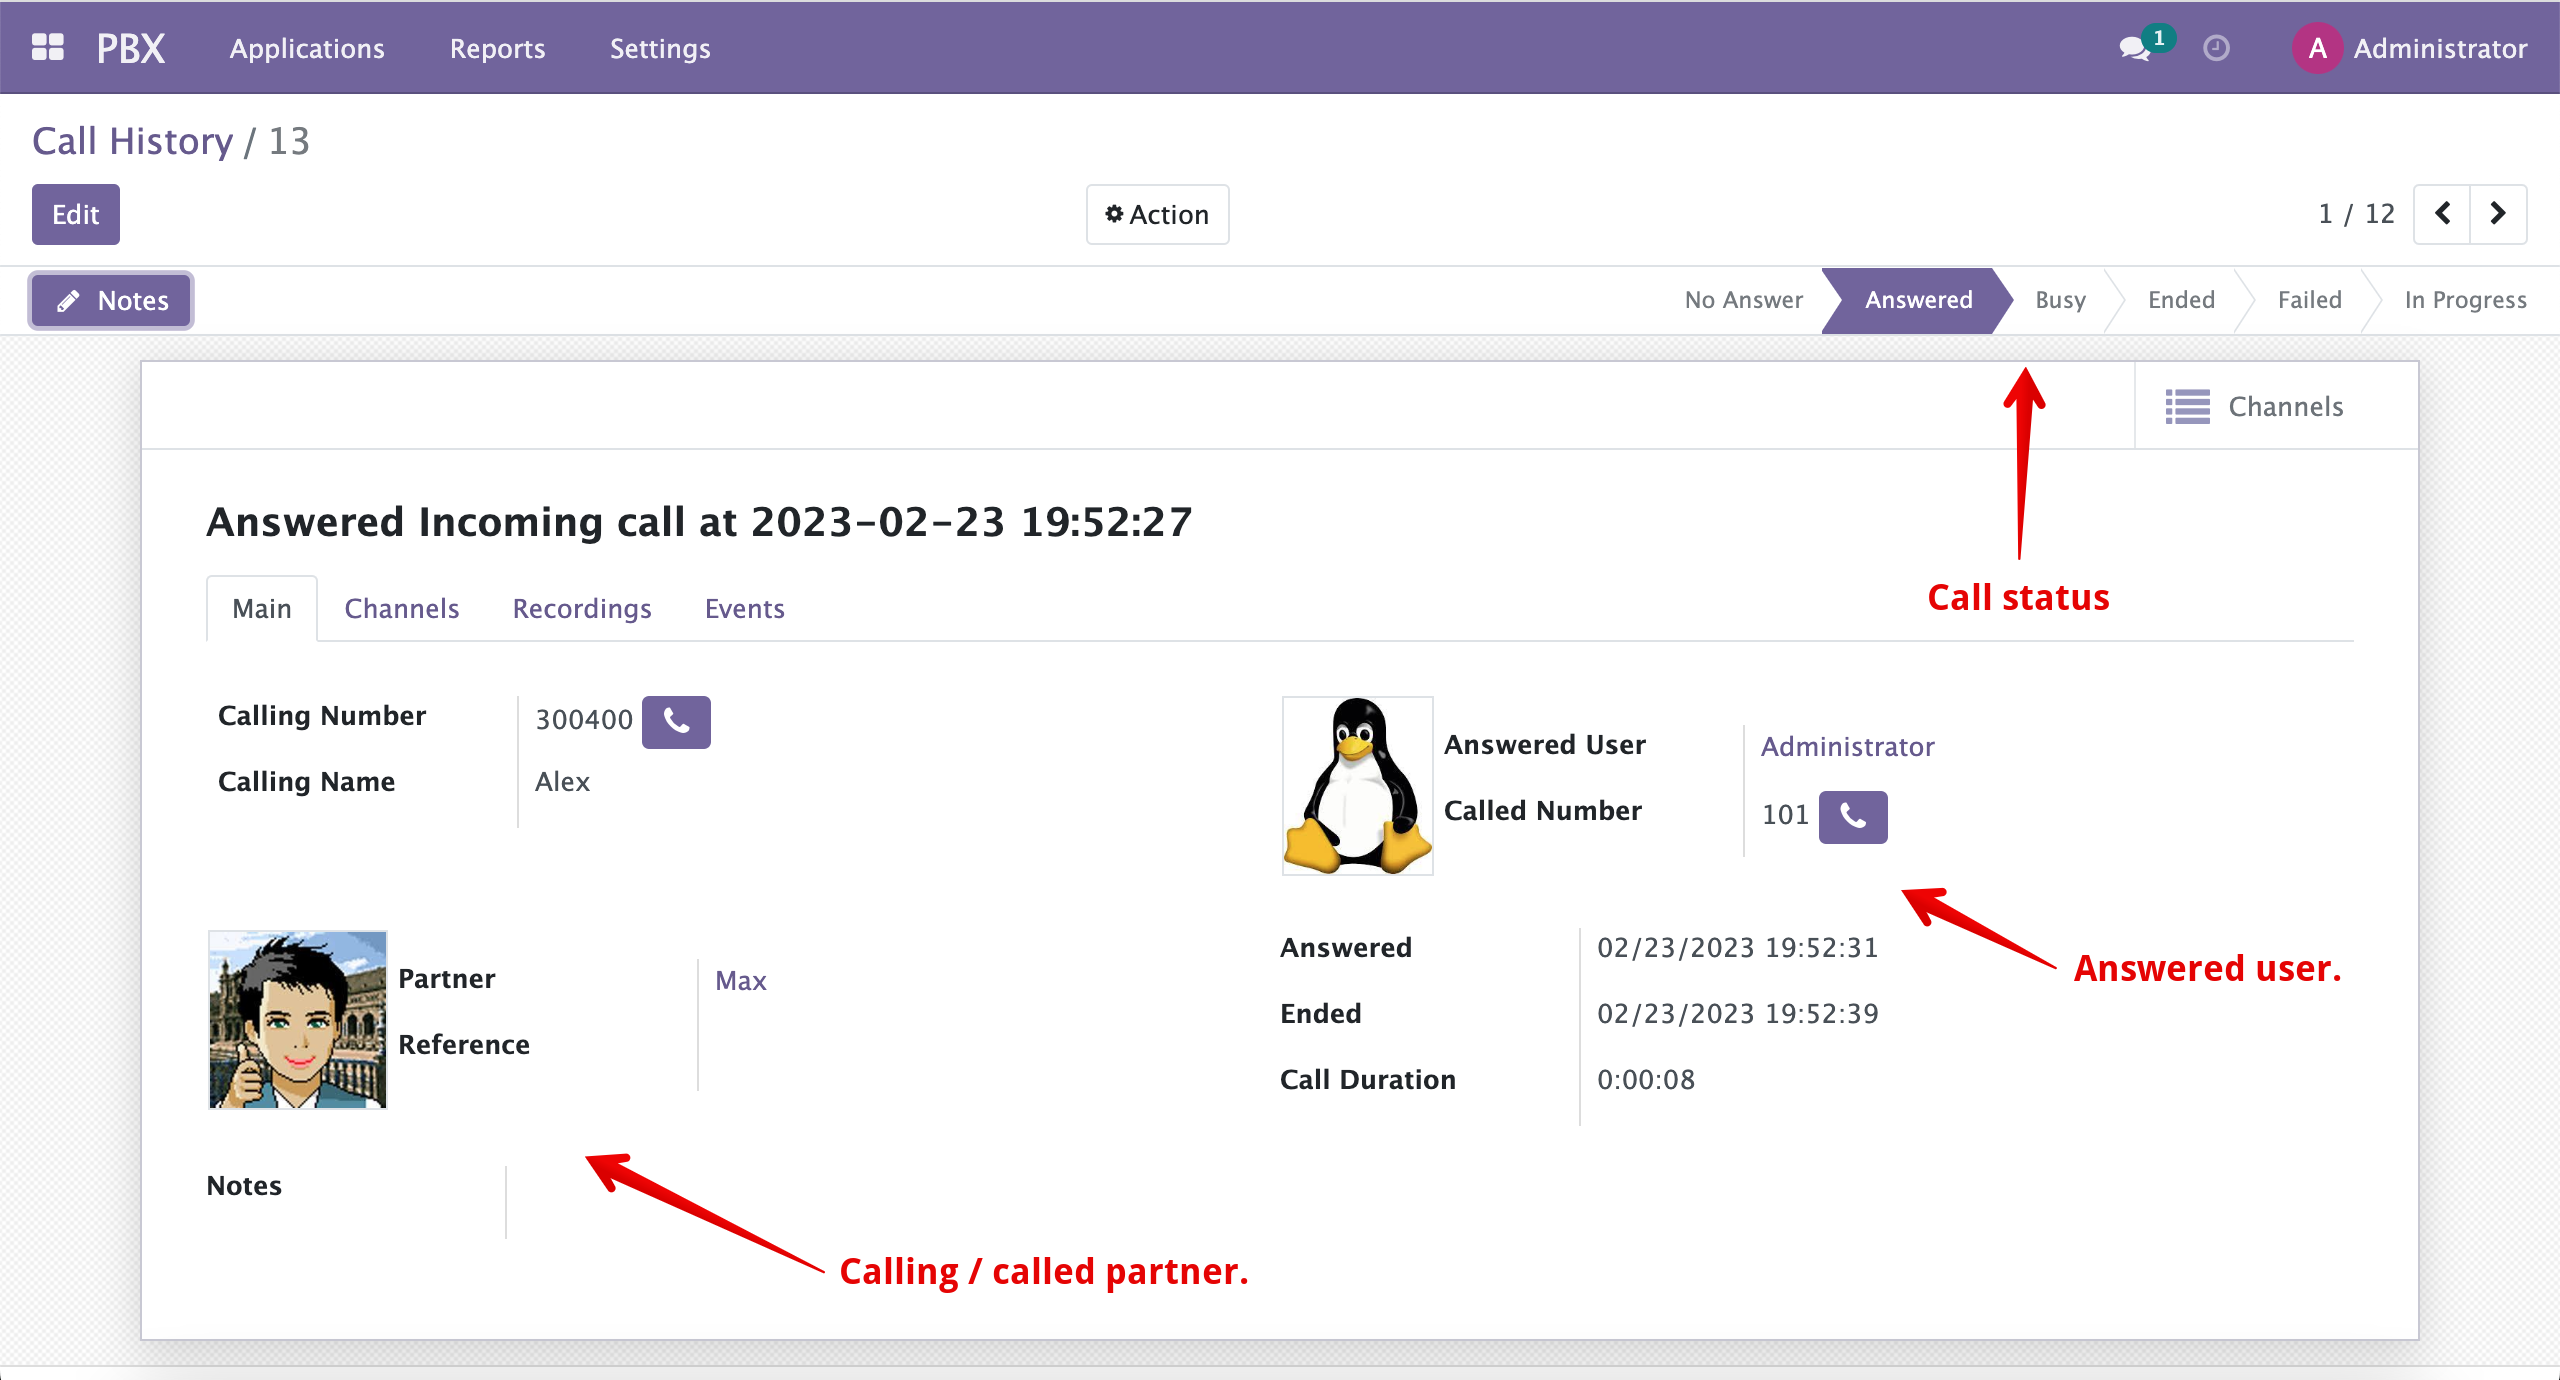 PBX Applications Reports Settings 1 A Administrator
Call History / 13
Edit Action 1 / 12
Notes No Answer Answered Busy Ended Failed In Progress
Channels
Answered Incoming call at 2023-02-23 19:52:27
Call status
Main Channels Recordings Events
Calling Number 300400
Calling Name Alex
Answered User Administrator
Called Number 101
Partner Max
Reference
Answered 02/23/2023 19:52:31
Answered user.
Ended 02/23/2023 19:52:39
Call Duration 0:00:08
Notes
Calling / called partner.